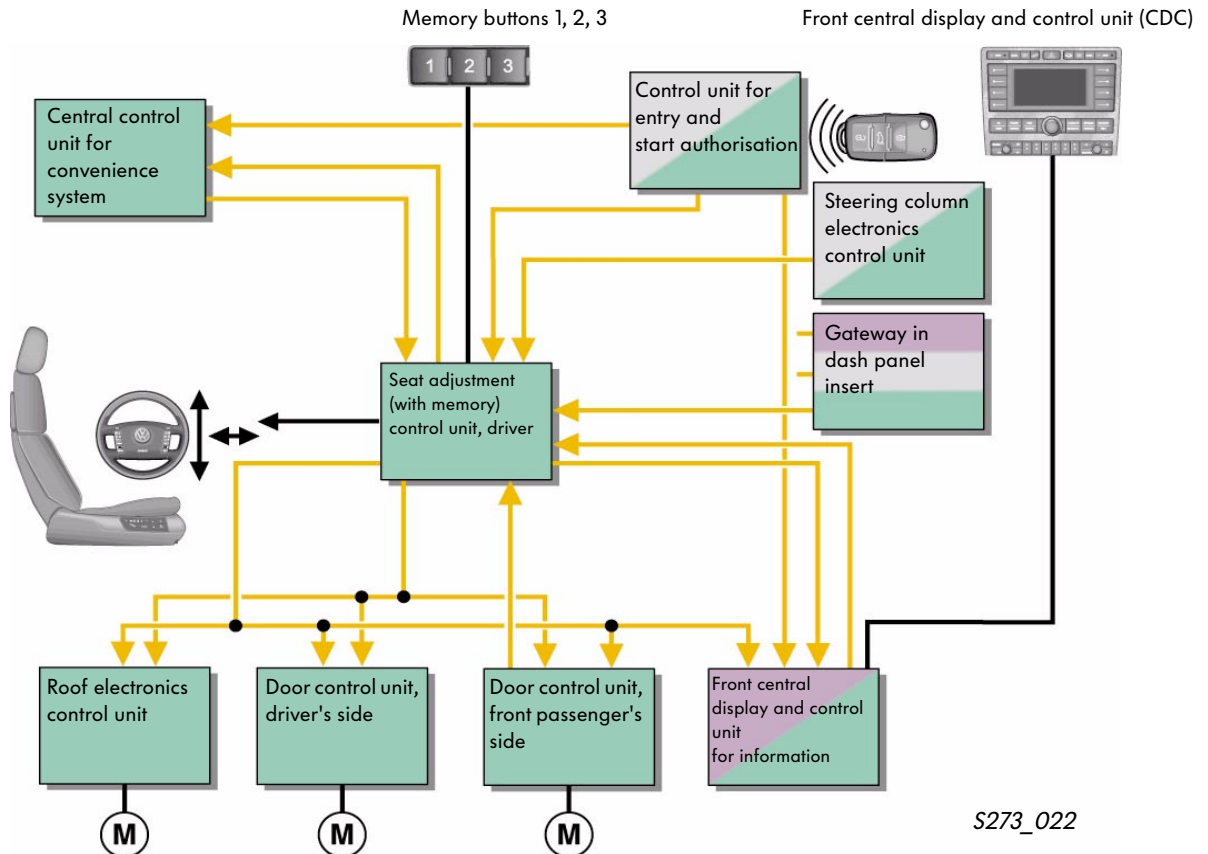 Memory buttons 1, 2, 3
Front central display and control unit (CDC)
1 2 3
Central control
unit for
convenience
system
Control unit for
entry and
start authorisation
Steering column
electronics
control unit
Gateway in
dash panel
insert
Seat adjustment
(with memory)
control unit, driver
Roof electronics
control unit
Door control unit,
driver's side
Door control unit,
front passenger's
side
Front central
display and control
unit
for information
M
M
M
S273_022